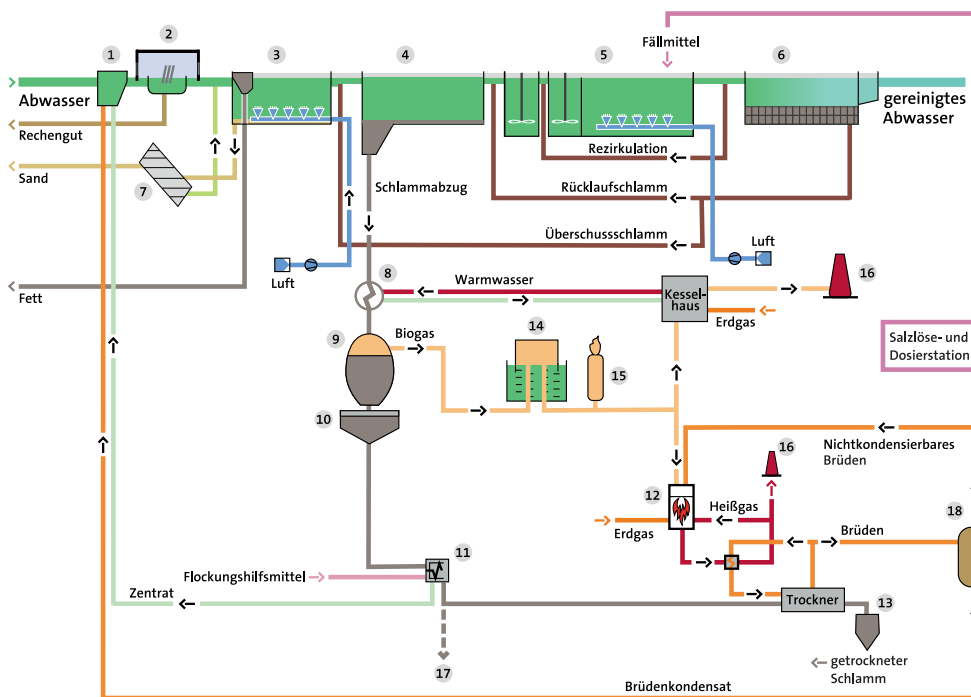 1
2
3
4
5
6
Fällmittel
Abwasser
gereinigtes
Abwasser
Rechengut
Sand
7
Rezirkulation
Schlammabzug
Rücklaufschlamm
Überschussschlamm
Luft
Luft
Fett
8
Warmwasser
Kessel-
haus
16
Erdgas
9
Biogas
14
15
Salzlöse- und
Dosierstation
10
Nichtkondensierbares
Brüden
16
12
Heißgas
Erdgas
Brüden
18
11
Flockungshilfsmittel
Zentrat
Trockner
13
17
getrockneter
Schlamm
Brüdenkondensat